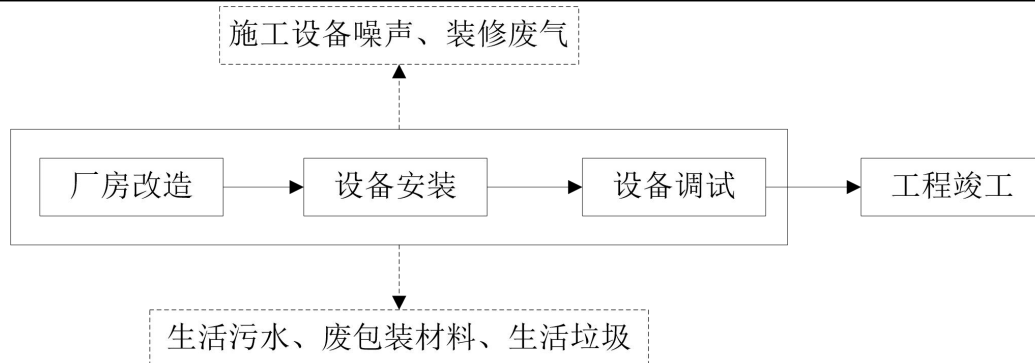 施工设备噪声、装修废气
厂房改造
设备安装
设备调试
工程竣工
生活污水、废包装材料、生活垃圾